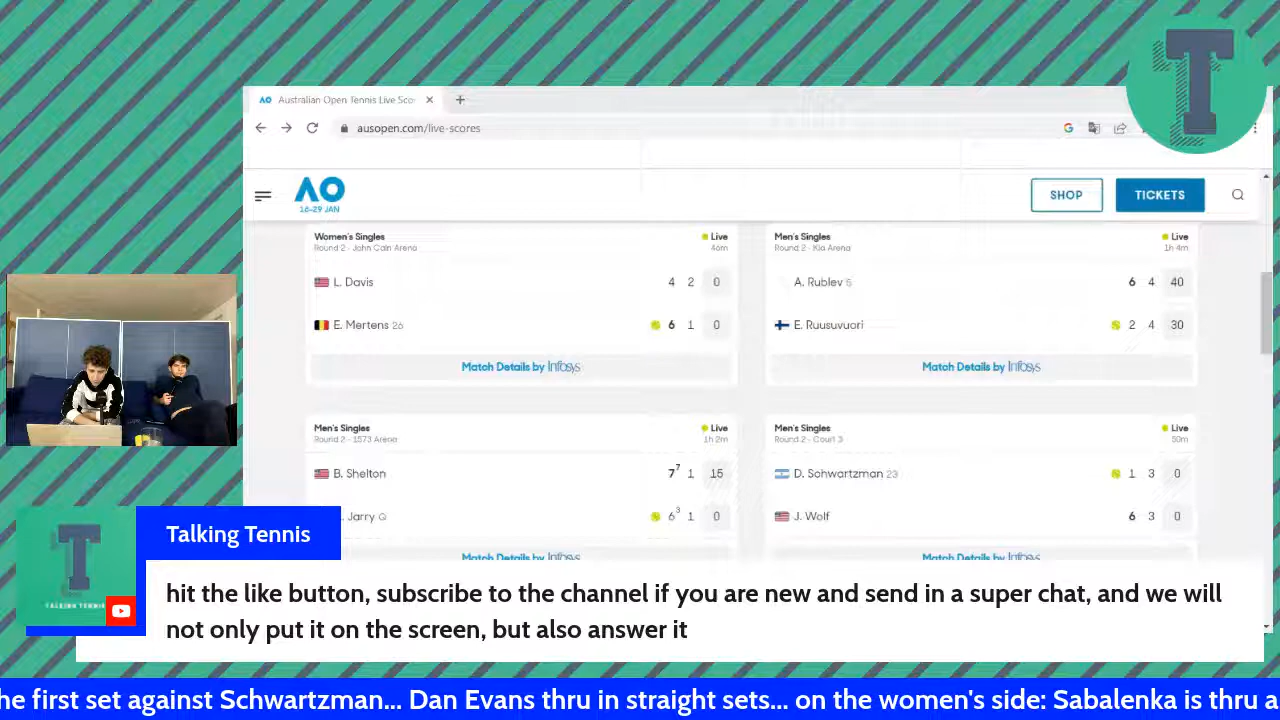 T
Australian Open Tennis Live Sco
ausopen.com/live-scores
AO
16-29 JAN
SHOP
TICKETS
Women's Singles
Round 2 - John Cain Arena
Live
46m
L. Davis 4 2 0
E. Mertens 26 6 1 0
Match Details by Infosys
Men's Singles
Round 2 - Kia Arena
Live
1h 4m
A. Rublev 5 6 4 40
E. Ruusuvuori 2 4 30
Match Details by Infosys
Men's Singles
Round 2 - 1573 Arena
Live
1h 2m
B. Shelton 7 7 1 15
Jarry Q 6 3 1 0
Match Details by Infosys
Men's Singles
Round 2 - Court 3
Live
50m
D. Schwartzman 23 1 3 0
J. Wolf 6 3 0
Match Details by Infosys
T
TALKING TENNIS
Talking Tennis
hit the like button, subscribe to the channel if you are new and send in a super chat, and we will
not only put it on the screen, but also answer it
he first set against Schwartzman... Dan Evans thru in straight sets... on the women's side: Sabalenka is thru a